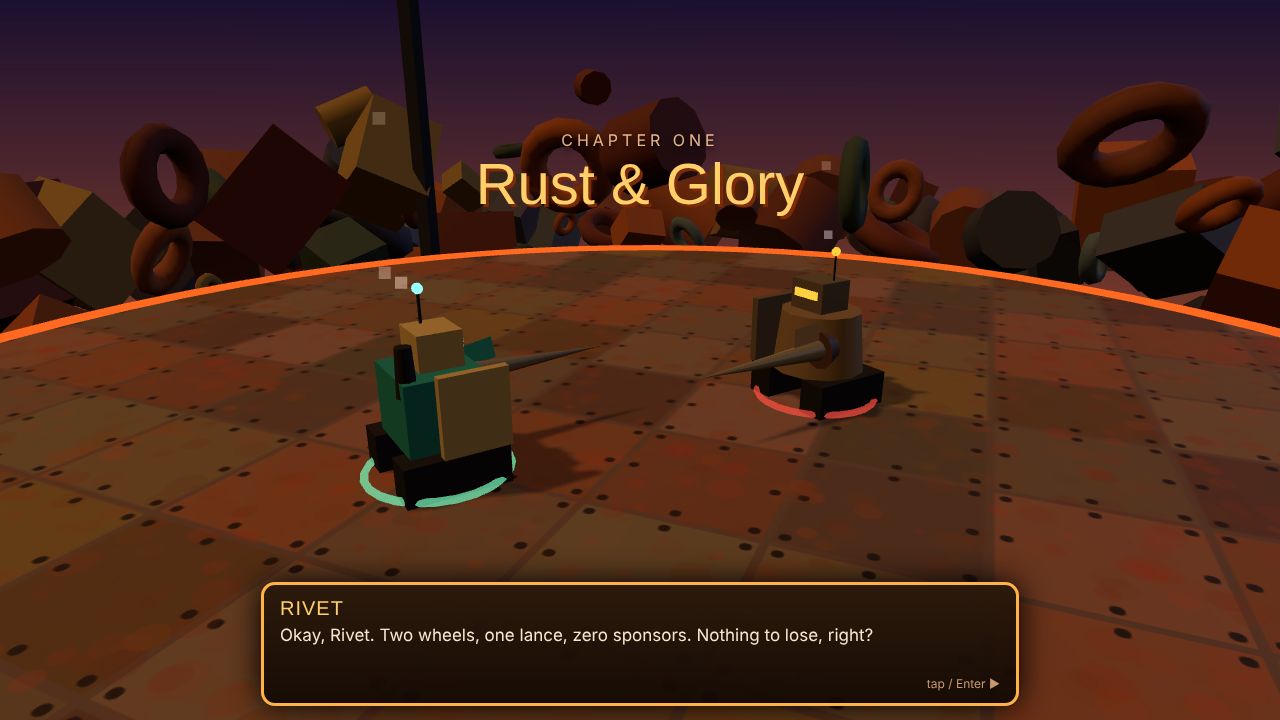 CHAPTER ONE
Rust & Glory
RIVET
Okay, Rivet. Two wheels, one lance, zero sponsors. Nothing to lose, right?
tap / Enter ▶